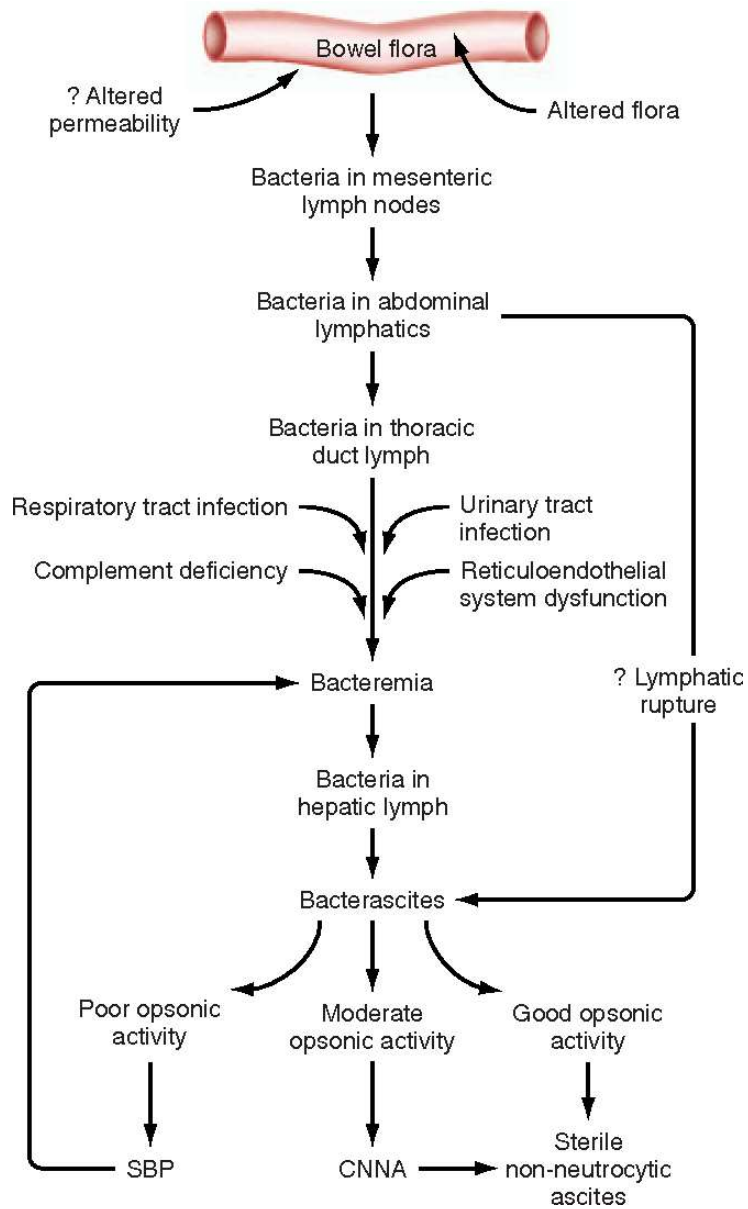 Bowel flora
? Altered
permeability
Altered flora
Bacteria in mesenteric
lymph nodes
Bacteria in abdominal
lymphatics
Bacteria in thoracic
duct lymph
Respiratory tract infection
Urinary tract
infection
Complement deficiency
Reticuloendothelial
system dysfunction
? Lymphatic
rupture
Bacteremia
Bacteria in
hepatic lymph
Bacterascites
Poor opsonic
activity
Moderate
opsonic activity
Good opsonic
activity
SBP
CNNA
Sterile
non-neutrocytic
ascites